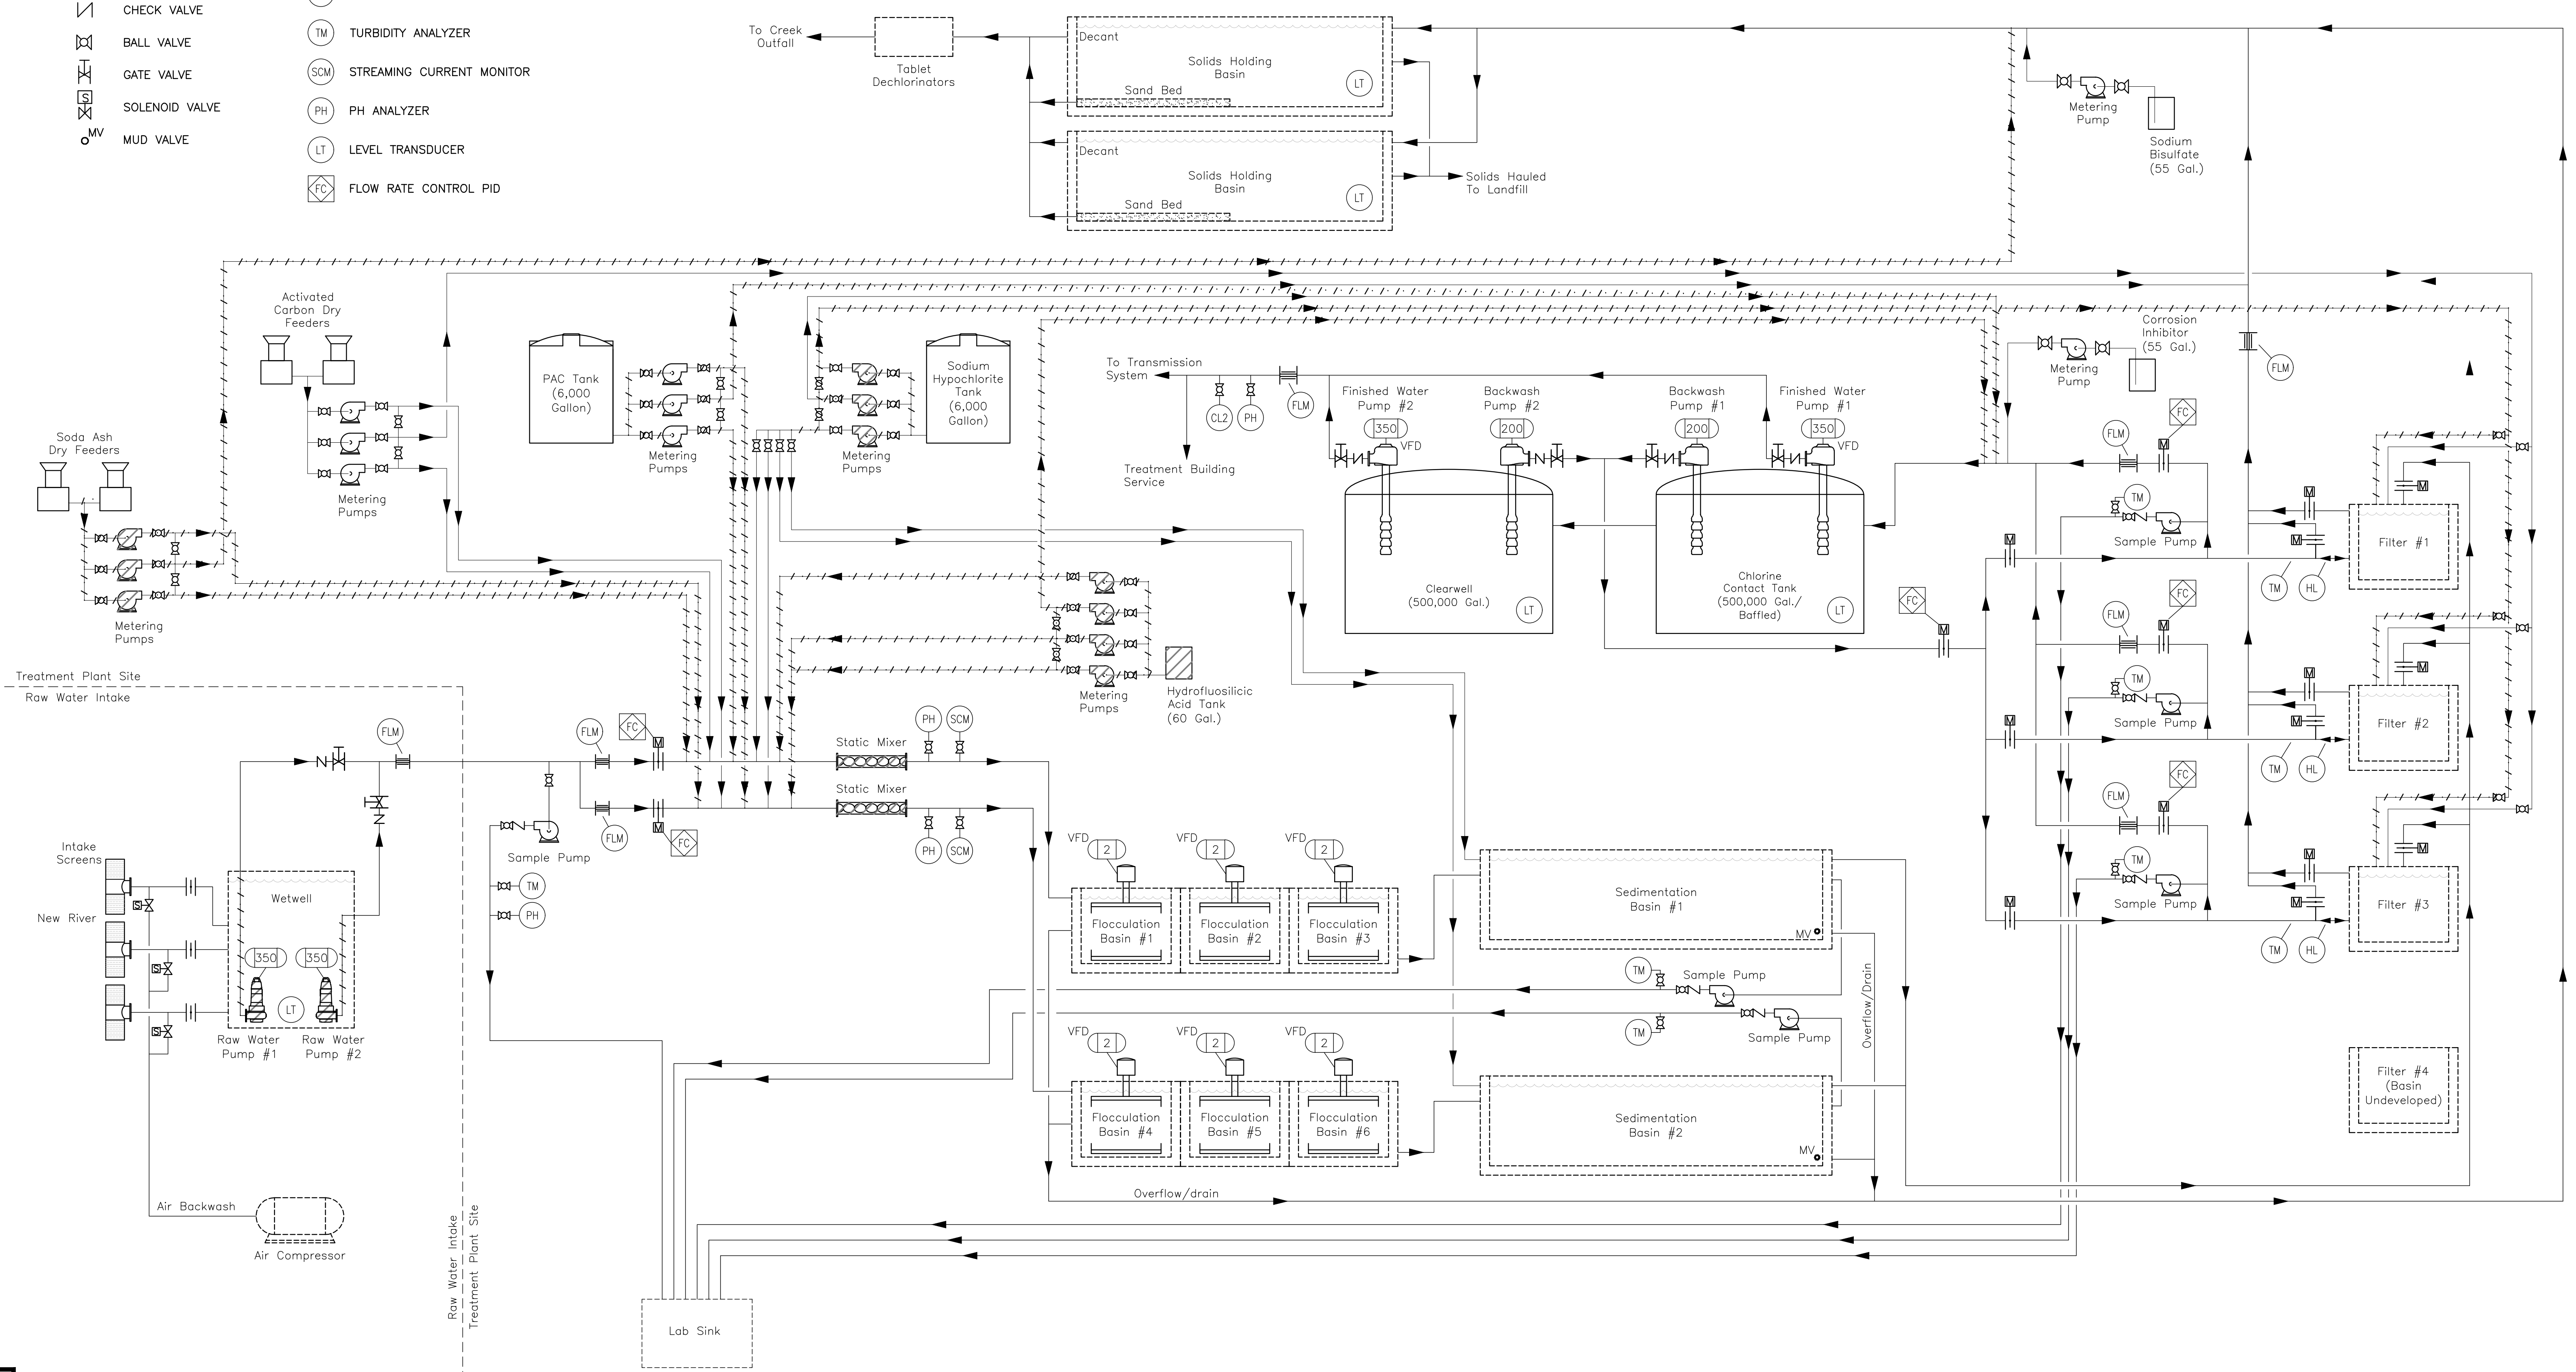 CHECK VALVE
BALL VALVE
GATE VALVE
S
SOLENOID VALVE
MV
MUD VALVE
TM
TURBIDITY ANALYZER
SCM
STREAMING CURRENT MONITOR
PH
PH ANALYZER
LT
LEVEL TRANSDUCER
FC
FLOW RATE CONTROL PID
To Creek
Outfall
Tablet
Dechlorinators
Decant
Solids Holding
Basin
LT
Sand Bed
Decant
Solids Holding
Basin
LT
Sand Bed
Solids Hauled
To Landfill
Metering
Pump
Sodium
Bisulfate
(55 Gal.)
Activated
Carbon Dry
Feeders
Metering
Pumps
Soda Ash
Dry Feeders
Metering
Pumps
PAC Tank
(6,000
Gallon)
Metering
Pumps
Metering
Pumps
Sodium
Hypochlorite
Tank
(6,000
Gallon)
To Transmission
System
CL2
PH
FLM
Treatment Building
Service
Finished Water
Pump #2
350
VFD
Backwash
Pump #2
200
Backwash
Pump #1
200
Finished Water
Pump #1
350
VFD
Clearwell
(500,000 Gal.)
LT
Chlorine
Contact Tank
(500,000 Gal./
Baffled)
LT
Metering
Pump
Corrosion
Inhibitor
(55 Gal.)
FLM
FC
M
FLM
FC
M
TM
Sample Pump
M
M
M
M
TM
HL
Filter #1
FLM
FC
M
TM
Sample Pump
M
M
M
M
TM
HL
Filter #2
FLM
FC
M
TM
Sample Pump
M
M
M
M
TM
HL
Filter #3
Filter #4
(Basin
Undeveloped)
Metering
Pumps
Hydrofluosilicic
Acid Tank
(60 Gal.)
Treatment Plant Site
Raw Water Intake
FLM
FLM
FC
M
FLM
M
FC
Static Mixer
PH
SCM
Static Mixer
PH
SCM
Sample Pump
TM
PH
Intake
Screens
New River
S
S
S
Wetwell
350
350
LT
Raw Water
Pump #1
Raw Water
Pump #2
Air Backwash
Air Compressor
Raw Water Intake
Treatment Plant Site
VFD
2
VFD
2
VFD
2
Flocculation
Basin #1
Flocculation
Basin #2
Flocculation
Basin #3
Sedimentation
Basin #1
MV
TM
Sample Pump
TM
Sample Pump
Overflow/Drain
VFD
2
VFD
2
VFD
2
Flocculation
Basin #4
Flocculation
Basin #5
Flocculation
Basin #6
Sedimentation
Basin #2
MV
Overflow/drain
Lab Sink